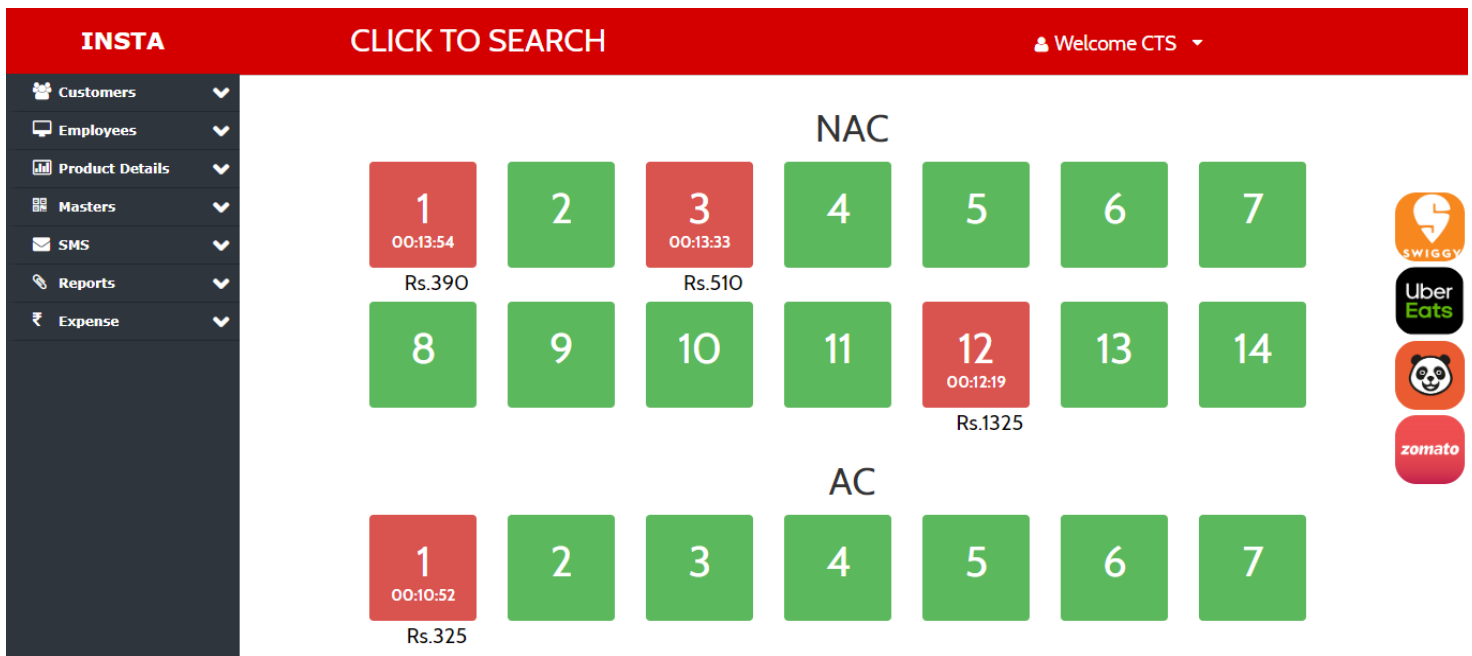 INSTA
CLICK TO SEARCH
Welcome CTS
Customers
Employees
Product Details
Masters
SMS
Reports
₹ Expense
NAC
1 2 3 4 5 6 7
00:13:54 00:13:33
Rs.390 Rs.510
8 9 10 11 12 13 14
00:12:19
Rs.1325
AC
1 2 3 4 5 6 7
00:10:52
Rs.325
SWIGGY
Uber
Eats
zomato